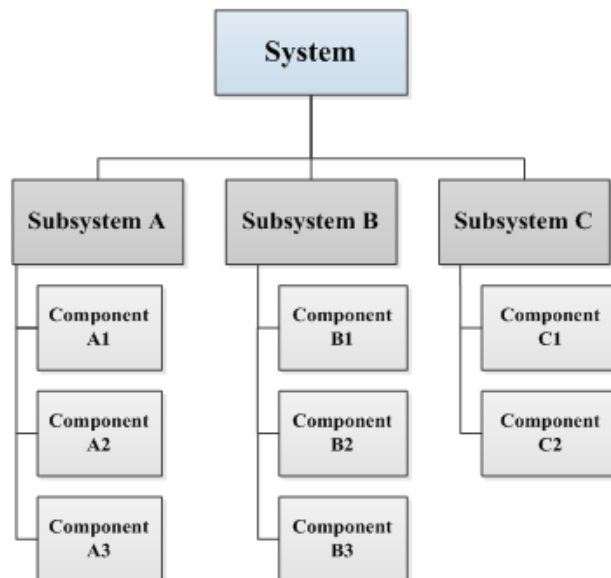 System
Subsystem A
Subsystem B
Subsystem C
Component
A1
Component
B1
Component
C1
Component
A2
Component
B2
Component
C2
Component
A3
Component
B3